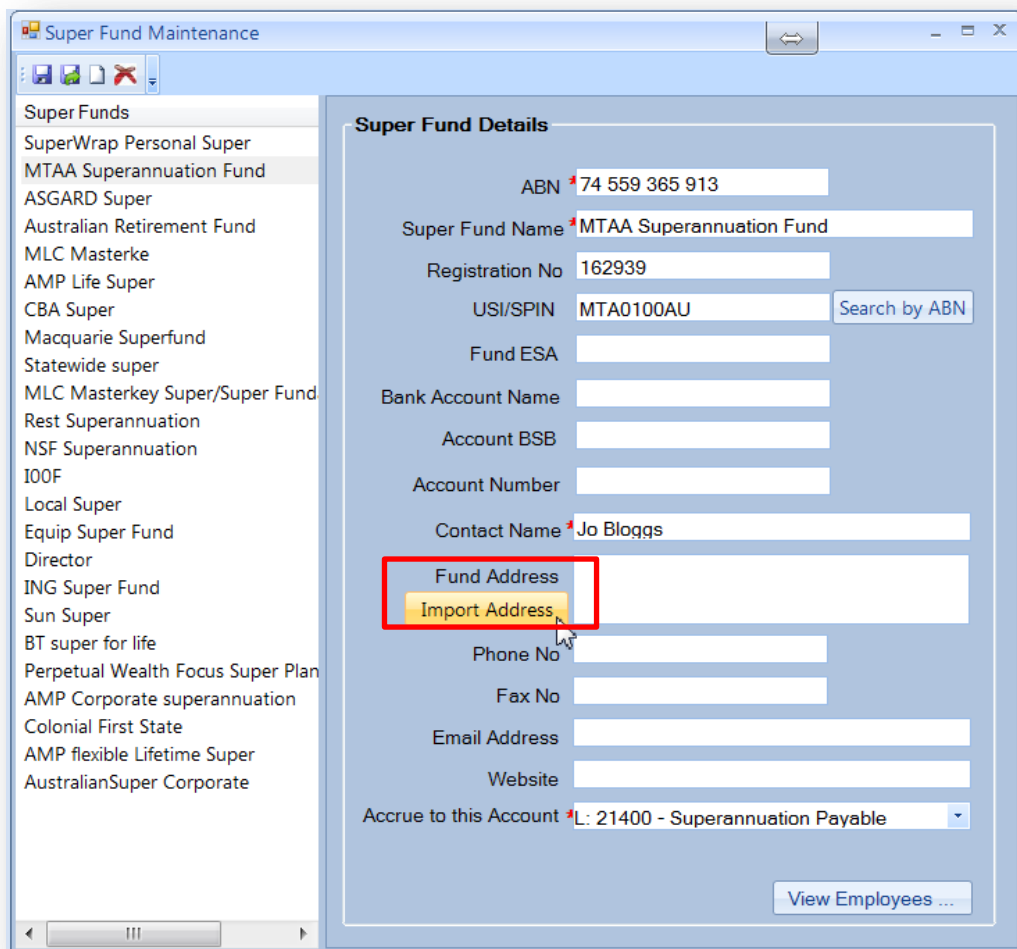 Super Fund Maintenance
Super Funds
SuperWrap Personal Super
MTAA Superannuation Fund
ASGARD Super
Australian Retirement Fund
MLC Masterke
AMP Life Super
CBA Super
Macquarie Superfund
Statewide super
MLC Masterkey Super/Super Fund
Rest Superannuation
NSF Superannuation
I00F
Local Super
Equip Super Fund
Director
ING Super Fund
Sun Super
BT super for life
Perpetual Wealth Focus Super Plan
AMP Corporate superannuation
Colonial First State
AMP flexible Lifetime Super
AustralianSuper Corporate
Super Fund Details
ABN *74 559 365 913
Super Fund Name *MTAA Superannuation Fund
Registration No 162939
USI/SPIN MTA0100AU Search by ABN
Fund ESA
Bank Account Name
Account BSB
Account Number
Contact Name *Jo Bloggs
Fund Address
Import Address
Phone No
Fax No
Email Address
Website
Accrue to this Account *L: 21400 - Superannuation Payable
View Employees ...